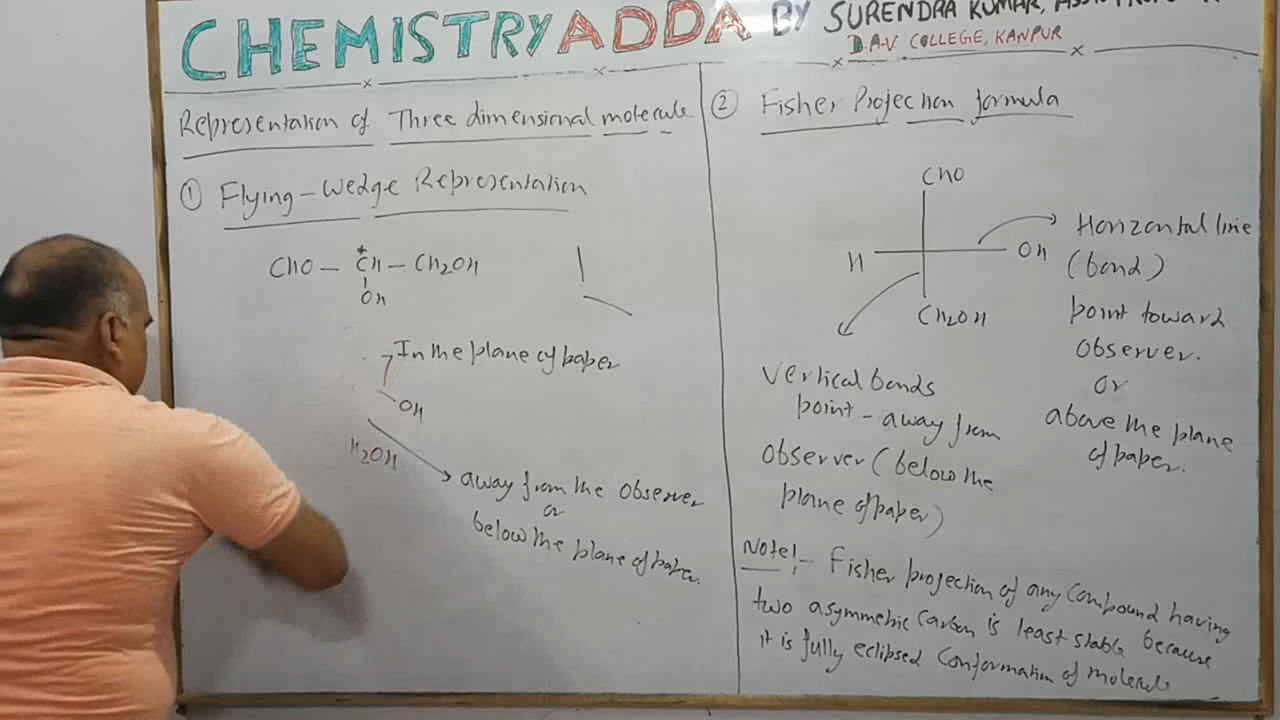 CHEMISTRY ADDA BY SURENDRA KUMAR,
D.A-V COLLEGE, KANPUR
Representation of Three dimensional molecule
① Flying-Wedge Representation
CHO - *CH - CH2OH
OH
In the plane of paper
OH
H2OH
away from the observer
or
below the plane of paper.
② Fisher Projection formula
CHO
H
OH
CH2OH
Horizontal line
(bond)
point toward
observer.
or
above the plane
of paper.
vertical bonds
point - away from
observer (below the
plane of paper)
Note!- Fisher projection of any compound having
two asymmetric carbon is least stable because
it is fully eclipsed conformation of molecule